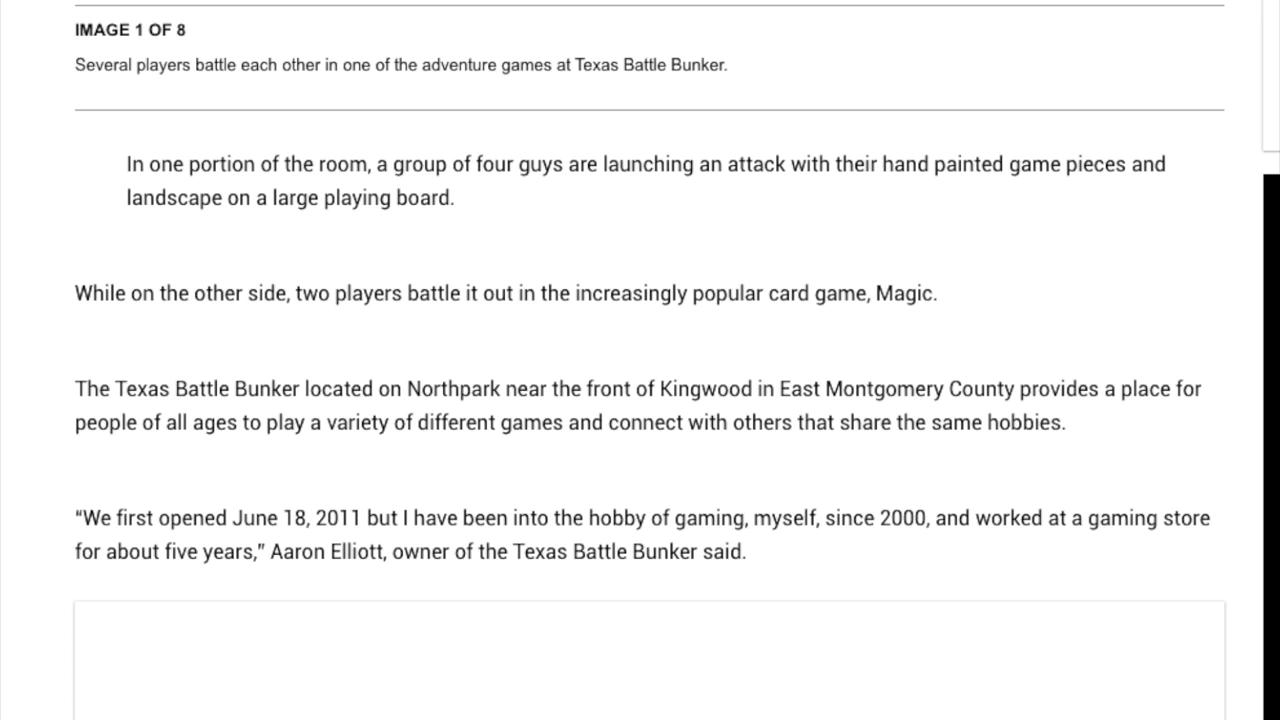 IMAGE 1 OF 8
Several players battle each other in one of the adventure games at Texas Battle Bunker.
In one portion of the room, a group of four guys are launching an attack with their hand painted game pieces and
landscape on a large playing board.
While on the other side, two players battle it out in the increasingly popular card game, Magic.
The Texas Battle Bunker located on Northpark near the front of Kingwood in East Montgomery County provides a place for
people of all ages to play a variety of different games and connect with others that share the same hobbies.
“We first opened June 18, 2011 but I have been into the hobby of gaming, myself, since 2000, and worked at a gaming store
for about five years,” Aaron Elliott, owner of the Texas Battle Bunker said.